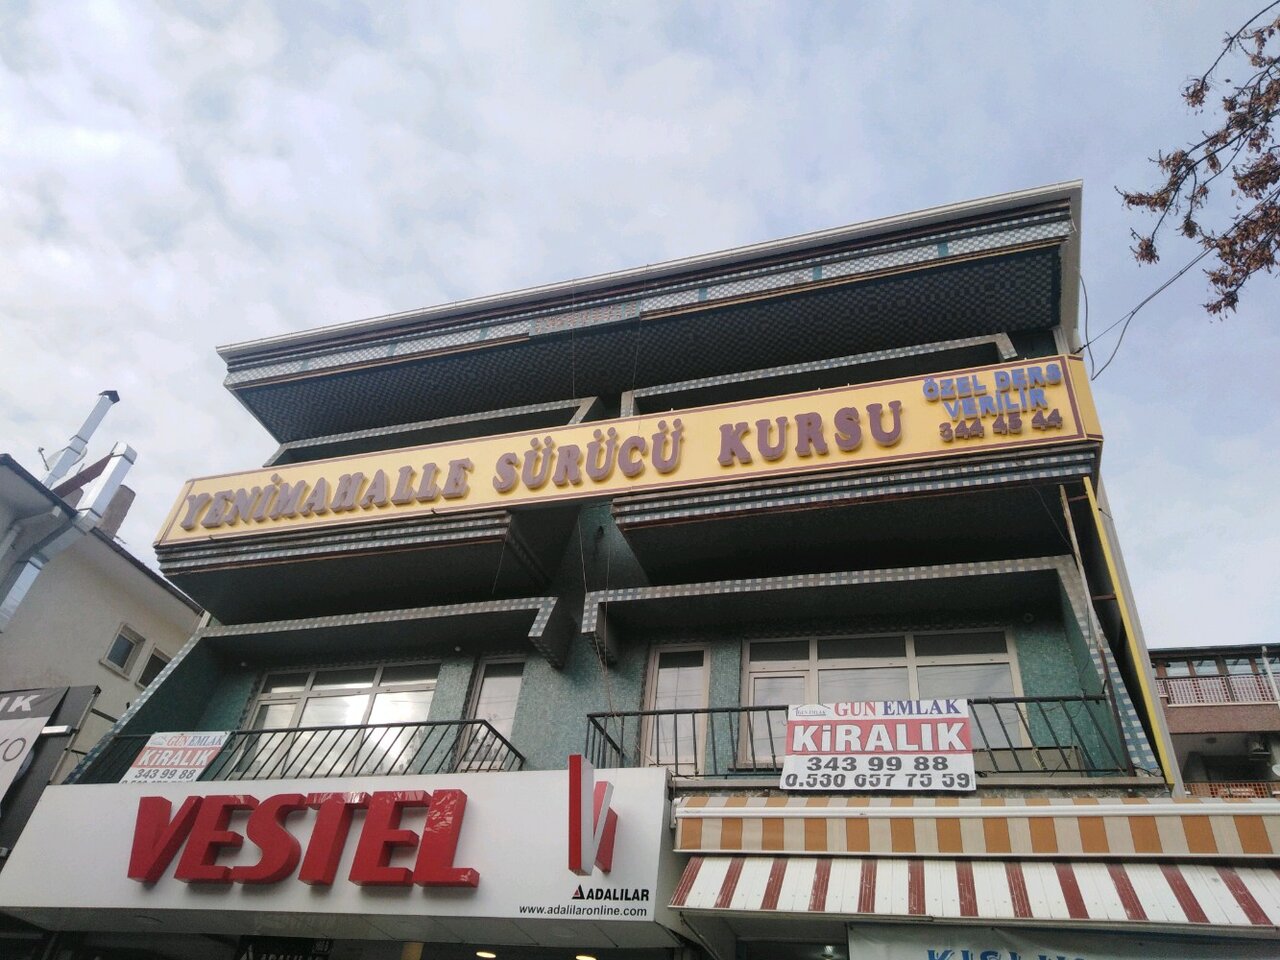 YENİMAHALLE SÜRÜCÜ KURSU
ÖZEL DERS
VERİLİR
344 45 44
GÜN EMLAK
KİRALIK
343 99 88
GÜN EMLAK
KİRALIK
343 99 88
0.530 657 75 59
VESTEL
ADALILAR
www.adalilaronline.com